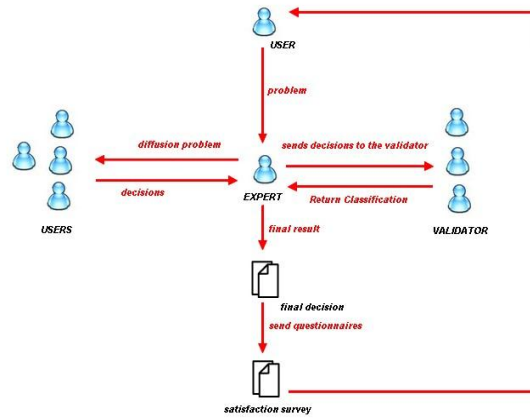 USER
problem
diffusion problem
sends decisions to the validator
decisions
EXPERT
Return Classification
USERS
final result
VALIDATOR
final decision
send questionnaires
satisfaction survey